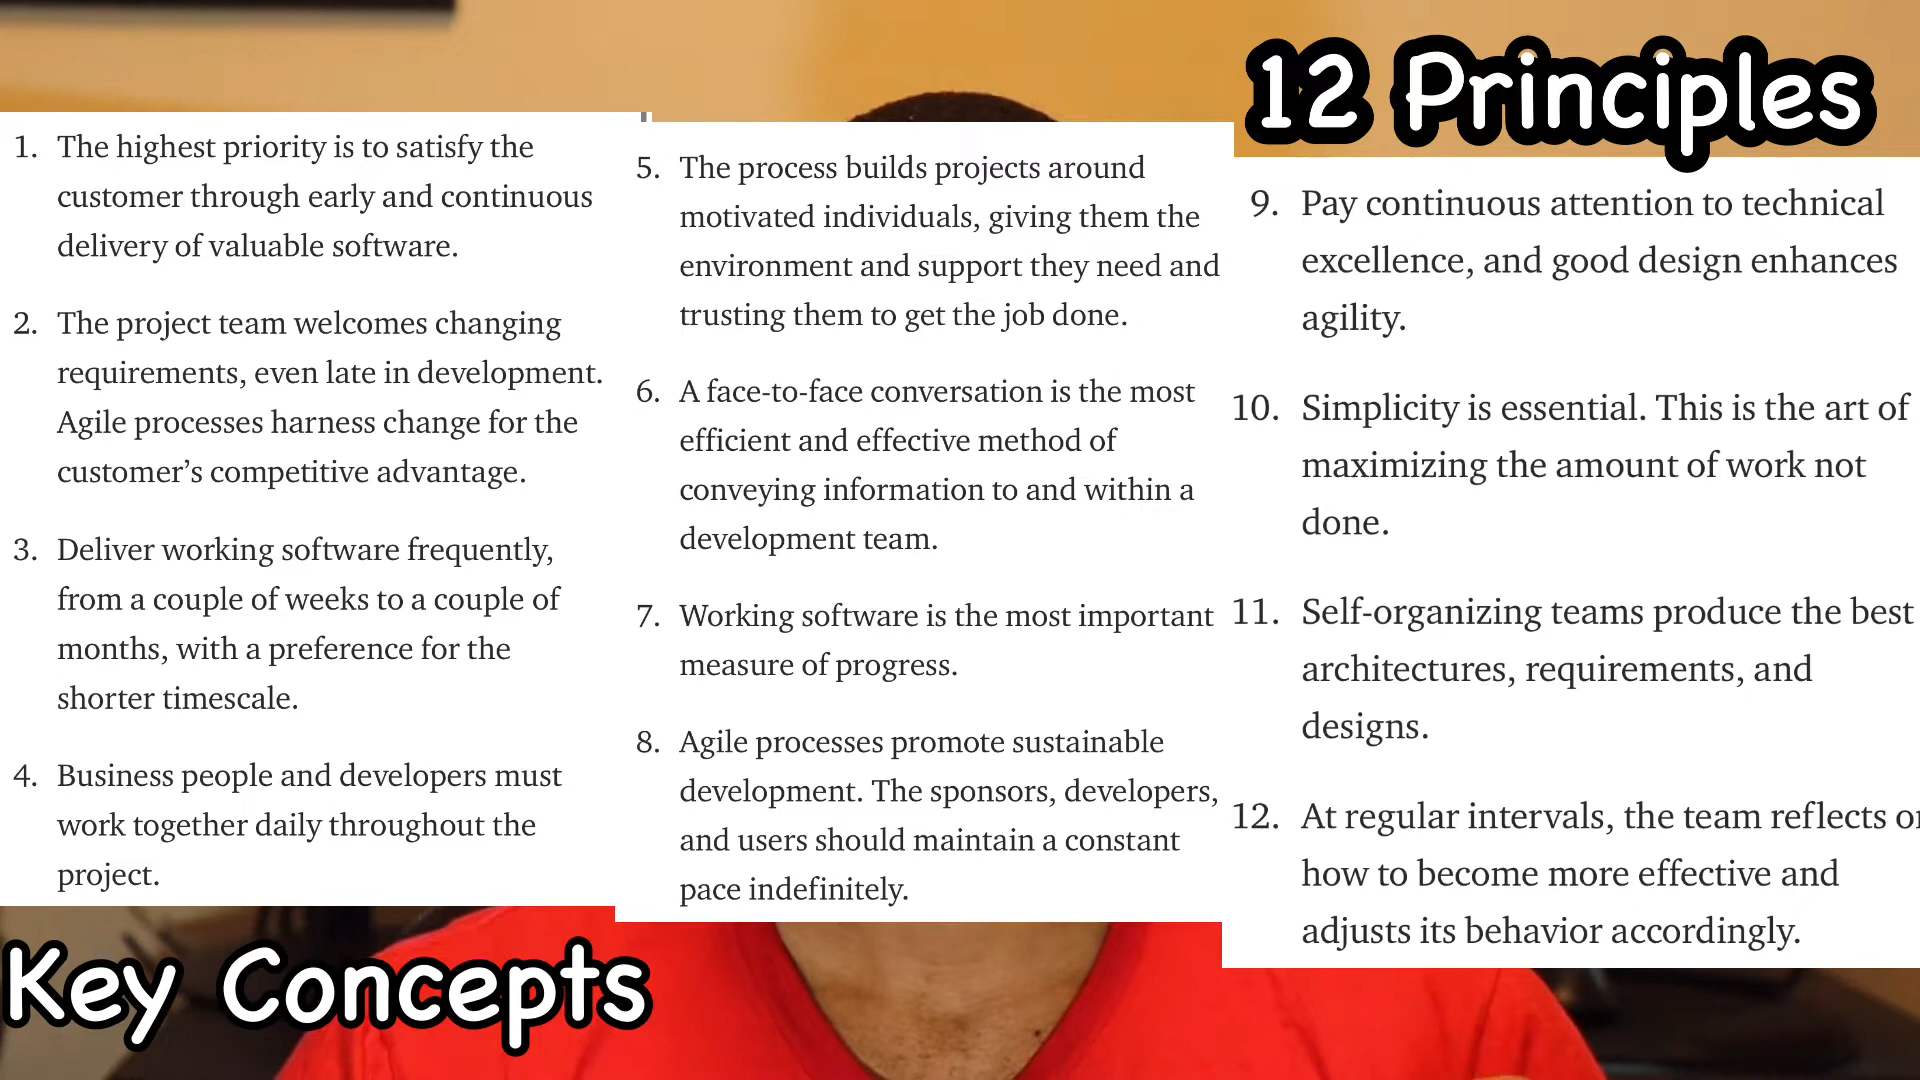 12 Principles
1. The highest priority is to satisfy the
customer through early and continuous
delivery of valuable software.
2. The project team welcomes changing
requirements, even late in development.
Agile processes harness change for the
customer’s competitive advantage.
3. Deliver working software frequently,
from a couple of weeks to a couple of
months, with a preference for the
shorter timescale.
4. Business people and developers must
work together daily throughout the
project.
5. The process builds projects around
motivated individuals, giving them the
environment and support they need and
trusting them to get the job done.
6. A face-to-face conversation is the most
efficient and effective method of
conveying information to and within a
development team.
7. Working software is the most important
measure of progress.
8. Agile processes promote sustainable
development. The sponsors, developers,
and users should maintain a constant
pace indefinitely.
9. Pay continuous attention to technical
excellence, and good design enhances
agility.
10. Simplicity is essential. This is the art of
maximizing the amount of work not
done.
11. Self-organizing teams produce the best
architectures, requirements, and
designs.
12. At regular intervals, the team reflects
how to become more effective and
adjusts its behavior accordingly.
Key Concepts